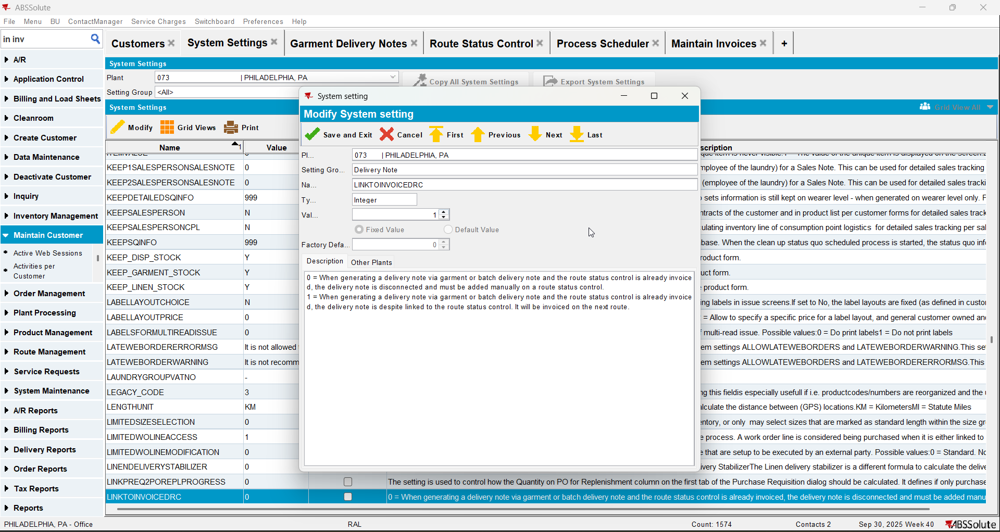 ABSSolute
File Menu BU ContactManager Service Charges Switchboard Preferences Help
in inv
Customers
System Settings
Garment Delivery Notes
Route Status Control
Process Scheduler
Maintain Invoices
+
A/R
Application Control
Billing and Load Sheets
Cleanroom
Create Customer
Data Maintenance
Deactivate Customer
Inquiry
Inventory Management
Maintain Customer
Active Web Sessions
Activities per
Customer
Order Management
Plant Processing
Product Management
Route Management
Service Requests
System Maintenance
A/R Reports
Billing Reports
Delivery Reports
Order Reports
Tax Reports
Reports
System Settings
Plant 073 | PHILADELPHIA, PA
Copy All System Settings
Export System Settings
Setting Group <All>
System Settings
Grid View All
Modify Grid Views Print
Name 1 Value scription
KEEP1SALESPERSONSALESNOTE 0 mployee of the laundry) for a Sales Note. This can be used for detailed sales tracking
KEEP2SALESPERSONSALESNOTE 0 (employee of the laundry) for a Sales Note. This can be used for detailed sales tracki
KEEPDETAILEDSQINFO 999 sets information is still kept on wearer level - when generated on wearer level only. F
KEEPSALESPERSON N ntracts of the customer and in product list per customer forms for detailed sales track
KEEPSALESPERSONCPL N ulating inventory line of consumption point logistics for detailed sales tracking per sal
KEEPSQINFO 999 base. When the clean up status quo scheduled process is started, the status quo inf
KEEP_DISP_STOCK Y roduct form.
KEEP_GARMENT_STOCK Y uct form.
KEEP_LINEN_STOCK Y product form.
LABELLAYOUTCHOICE N ing labels in issue screens.If set to No, the label layouts are fixed (as defined in custo
LABELLAYOUTPRICE 0 = Allow to specify a specific price for a label layout, and general customer owned an
LABELSFORMULTIREADISSUE 0 multi-read issue. Possible values:0 = Do print labels1 = Do not print labels
LATEWEBORDERERRORMSG It is not allowed em settings ALLOWLATEWEBORDERS and LATEWEBORDERWARNING.This se
LATEWEBORDERWARNING It is not recomm em settings ALLOWLATEWEBORDERS and LATEWEBORDERERRORMSG.This
LAUNDRYGROUPVATNO -
LEGACY_CODE 3 ng this fieldis especially usefull if i.e. productcodes/numbers are reorganized and the
LENGTHUNIT KM alculate the distance between (GPS) locations.KM = KilometersMI = Statute Miles
LIMITEDSIZESELECTION 0 entory, or only may select sizes that are marked as standard length within the size gr
LIMITEDWOLINEACCESS 1 e process. A work order line is considered being purchased when it is either linked to
LIMITEDWOLINEMODIFICATION 0 that are setup to be executed by an external party. Possible values:0 = Standard. No
LINENDELIVERYSTABILIZER 0 ivery StabilizerThe Linen delivery stabilizer is a different formula to calculate the delive
LINKPREQ2POREPLPROGRESS 0 The setting is used to control how the Quantity on PO for Replenishment column on the first tab of the Purchase Requisition dialog should be calculated. It defines if only purchase
LINKTOINVOICEDRC 0 0 = When generating a delivery note via garment or batch delivery note and the route status control is already invoiced, the delivery note is disconnected and must be added manu
System setting
Modify System setting
Save and Exit Cancel First Previous Next Last
Pl... 073 | PHILADELPHIA, PA
Setting Gro... Delivery Note
Na... LINKTOINVOICEDRC
Ty... Integer
Val... 1
Fixed Value Default Value
Factory Defa... 0
Description Other Plants
0 = When generating a delivery note via garment or batch delivery note and the route status control is already invoice
d, the delivery note is disconnected and must be added manually on a route status control.
1 = When generating a delivery note via garment or batch delivery note and the route status control is already invoice
d, the delivery note is despite linked to the route status control. It will be invoiced on the next route.
PHILADELPHIA, PA - Office RAL Count: 1574 Contacts 2 Sep 30, 2025 Week 40 ABSSolute